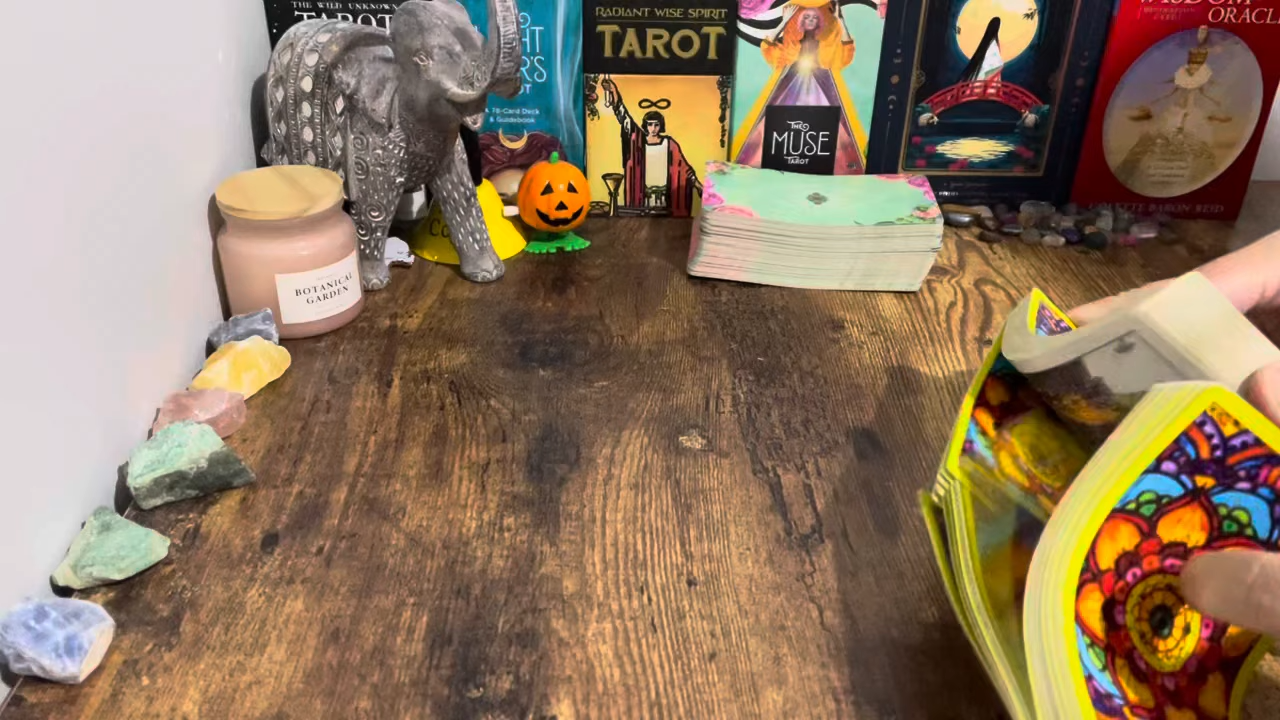 THE WILD UNKNOWN
TAROT
78-Card Deck
& Guidebook
RADIANT WISE SPIRIT
TAROT
THE
MUSE
TAROT
WISDOM
ORACLE
COLETTE BARON REID
BOTANICAL
GARDEN